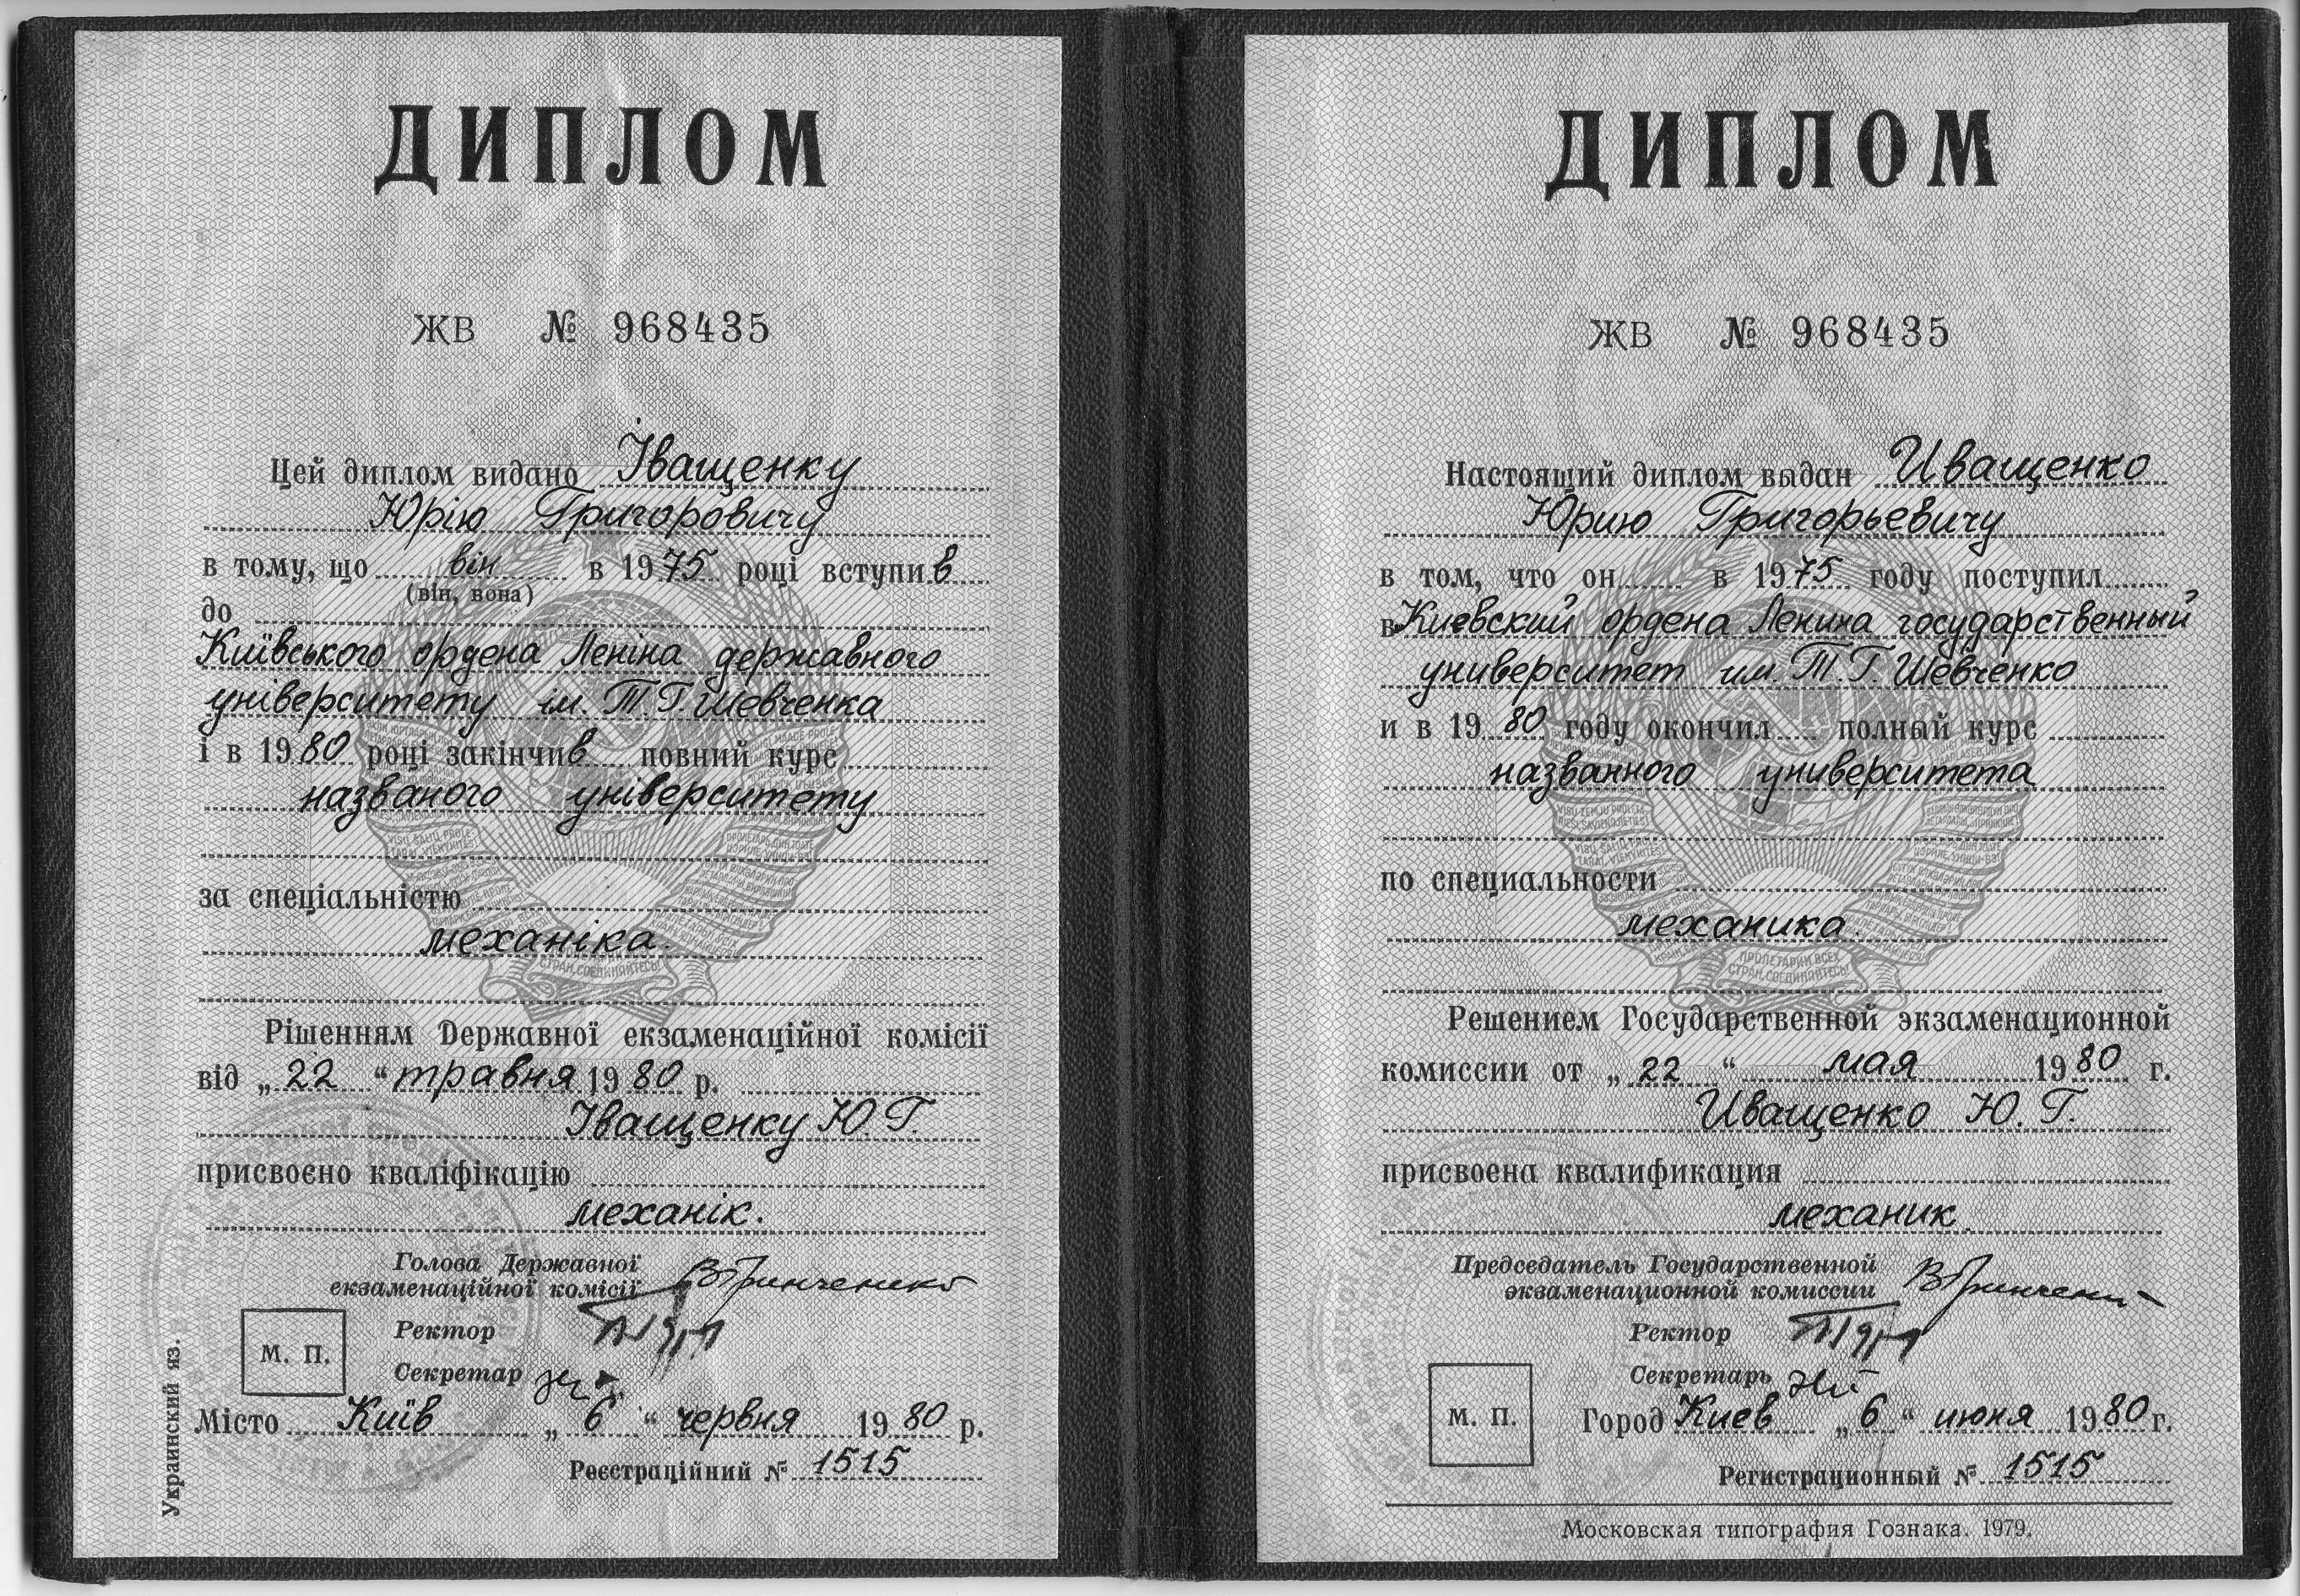 ДИПЛОМ
ЖВ № 968435
Цей диплом видано Іващенку
Юрію Григоровичу
в тому, що він в 1975 році вступив
(він, вона)
до
Київського ордена Леніна державного
університету ім. Т.Г. Шевченка
і в 1980 році закінчив повний курс
названого університету
за спеціальністю
механіка.
Рішенням Державної екзаменаційної комісії
від „22“ травня 1980 р.
Іващенку Ю.Г.
присвоєно кваліфікацію
механік.
Голова Державної
екзаменаційної комісії
Ректор
М. П.
Секретар
Місто Київ „6“ червня 1980 р.
Реєстраційний № 1515
Украинский яз.
ДИПЛОМ
ЖВ № 968435
Настоящий диплом выдан Иващенко
Юрию Григорьевичу
в том, что он в 1975 году поступил
в Киевский ордена Ленина государственный
университет им. Т.Г. Шевченко
и в 1980 году окончил полный курс
названного университета
по специальности
механика.
ПРОЛЕТАРИИ ВСЕХ
СТРАН, СОЕДИНЯЙТЕСЬ!
Решением Государственной экзаменационной
комиссии от „22“ мая 1980 г.
Иващенко Ю. Г.
присвоена квалификация
механик.
Председатель Государственной
экзаменационной комиссии
Ректор
Секретарь
М. П.
Город Киев „6“ июня 1980 г.
Регистрационный № 1515
Московская типография Гознака. 1979.